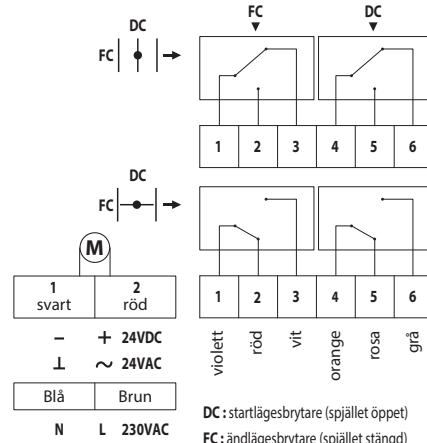 FC DC
DC
FC
1 2 3 4 5 6
DC
FC
M
1 2
svart röd
1 2 3 4 5 6
violett röd vit orange rosa grå
– + 24VDC
⊥ ~ 24VAC
Blå Brun
N L 230VAC
DC : startlägesbrytare (spjället öppet)
FC : ändlägesbrytare (spjället stängd)